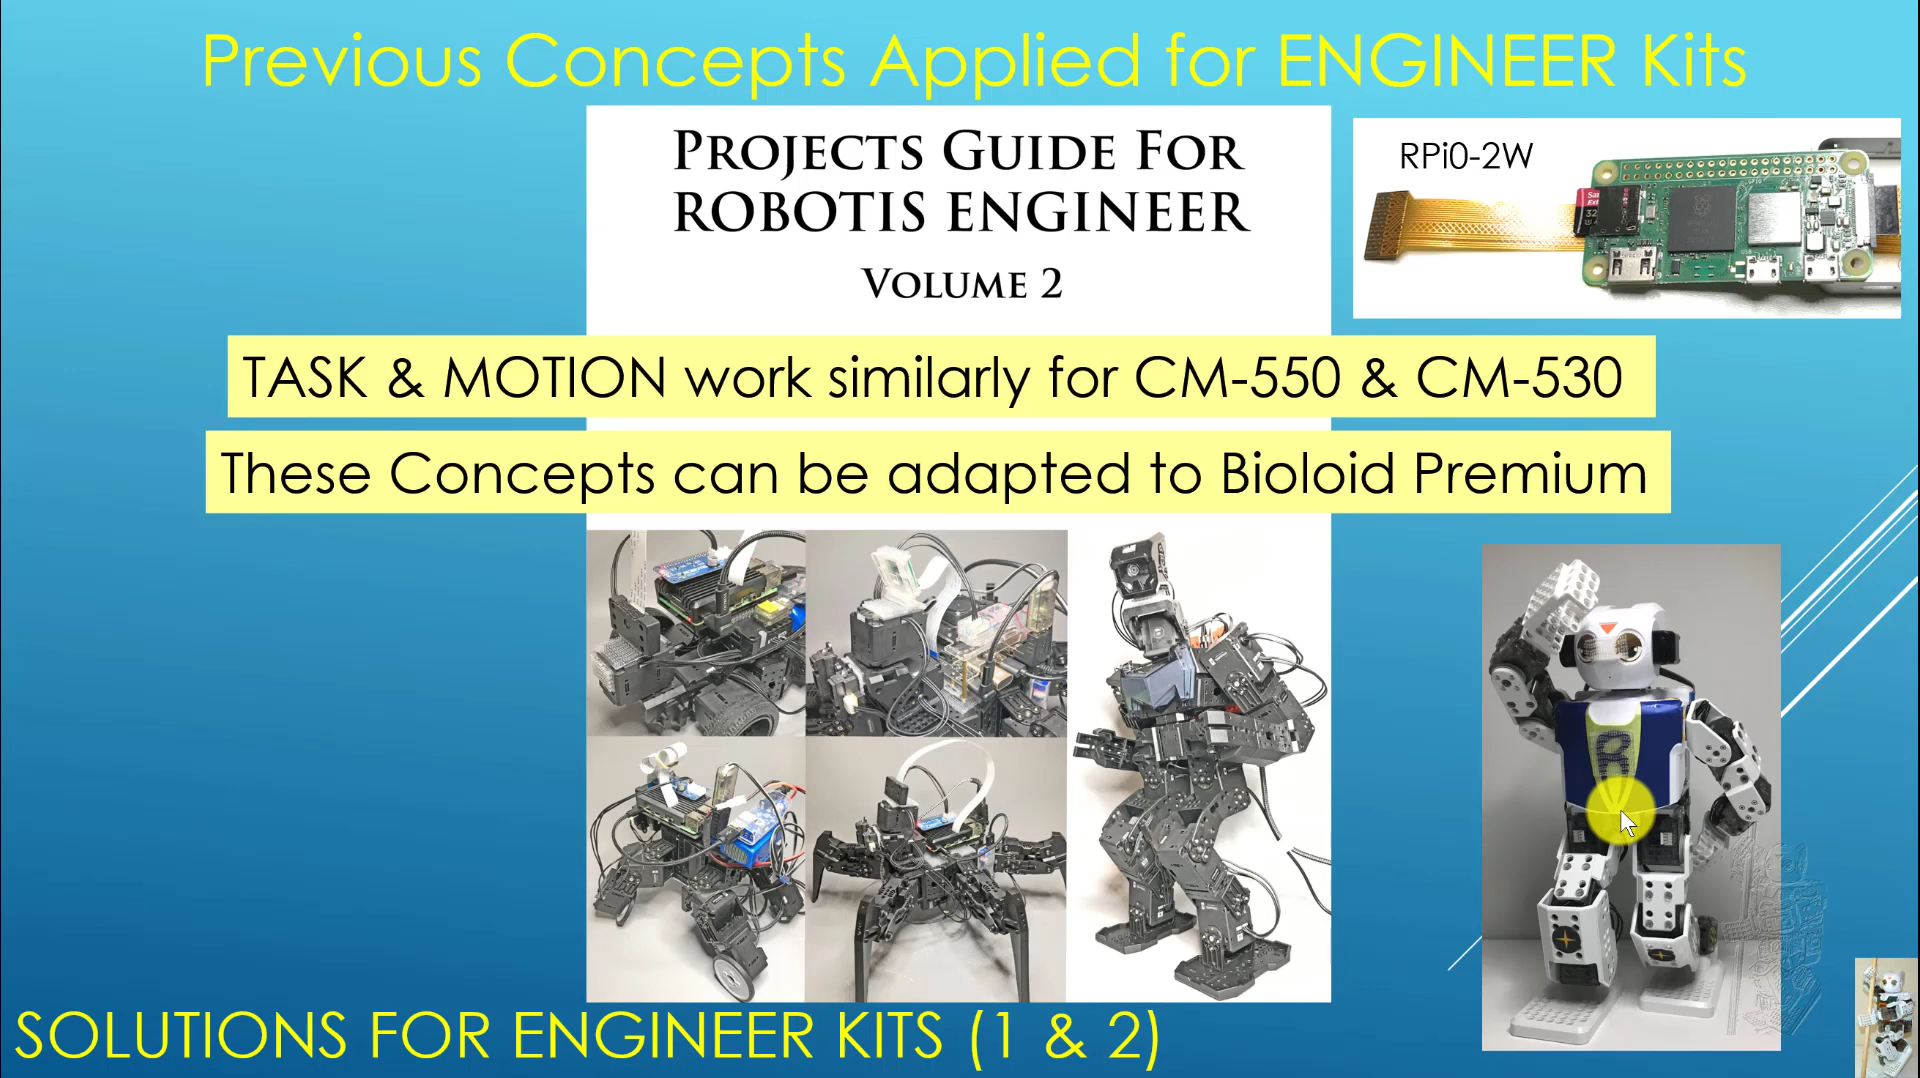 Previous Concepts Applied for ENGINEER Kits
PROJECTS GUIDE FOR
ROBOTIS ENGINEER
VOLUME 2
RPi0-2W
TASK & MOTION work similarly for CM-550 & CM-530
These Concepts can be adapted to Bioloid Premium
R
SOLUTIONS FOR ENGINEER KITS (1 & 2)